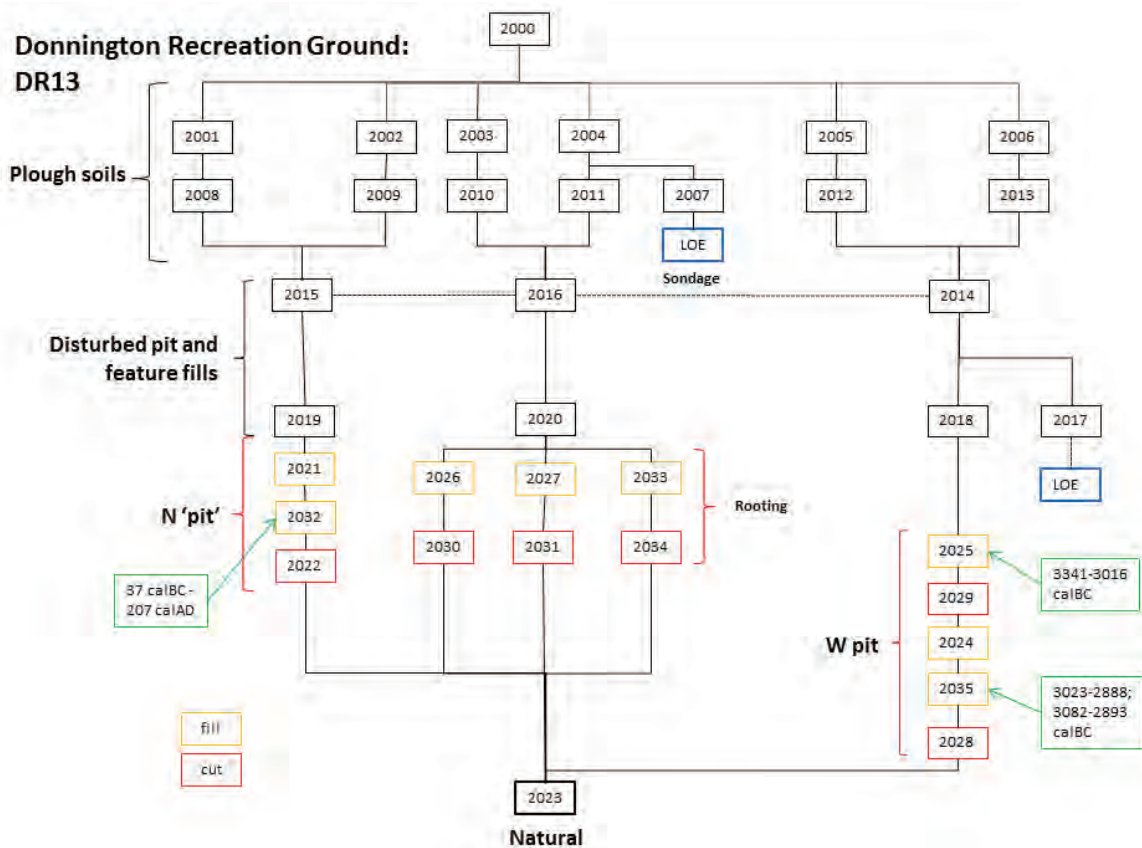 2000
Donnington Recreation Ground:
DR13
2001
2002
2003
2004
2005
2006
Plough soils
2008
2009
2010
2011
2007
2012
2013
LOE
Sondage
2015
2016
2014
Disturbed pit and
feature fills
2019
2020
2018
2017
2021
2026
2027
2033
LOE
N 'pit'
2032
Rooting
2022
2030
2031
2034
2025
37 calBC -
207 calAD
3341-3016
calBC
2029
W pit
2024
2035
3023-2888;
3082-2893
calBC
fill
2028
cut
2023
Natural